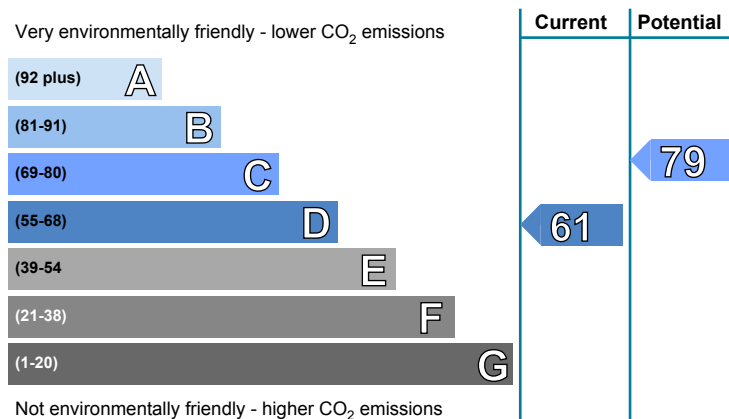 Very environmentally friendly - lower CO₂ emissions
Current
Potential
(92 plus) A
(81-91) B
(69-80) C
79
(55-68) D
61
(39-54 E
(21-38) F
(1-20) G
Not environmentally friendly - higher CO₂ emissions